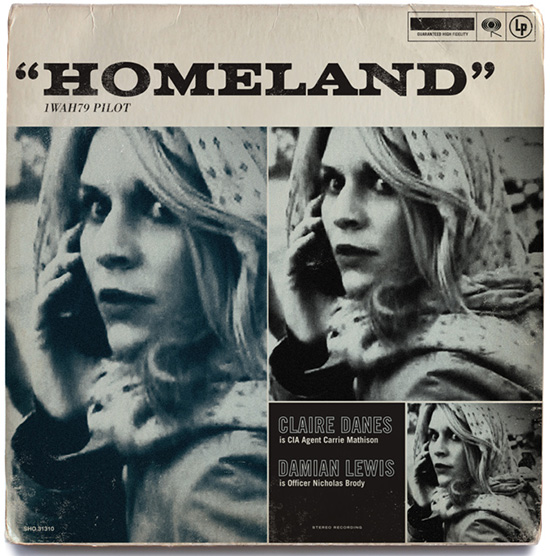 GUARANTEED HIGH FIDELITY
LP
“HOMELAND”
1WAH79 PILOT
CLAIRE DANES
is CIA Agent Carrie Mathison
DAMIAN LEWIS
is Officer Nicholas Brody
SHO.31310
STEREO RECORDING